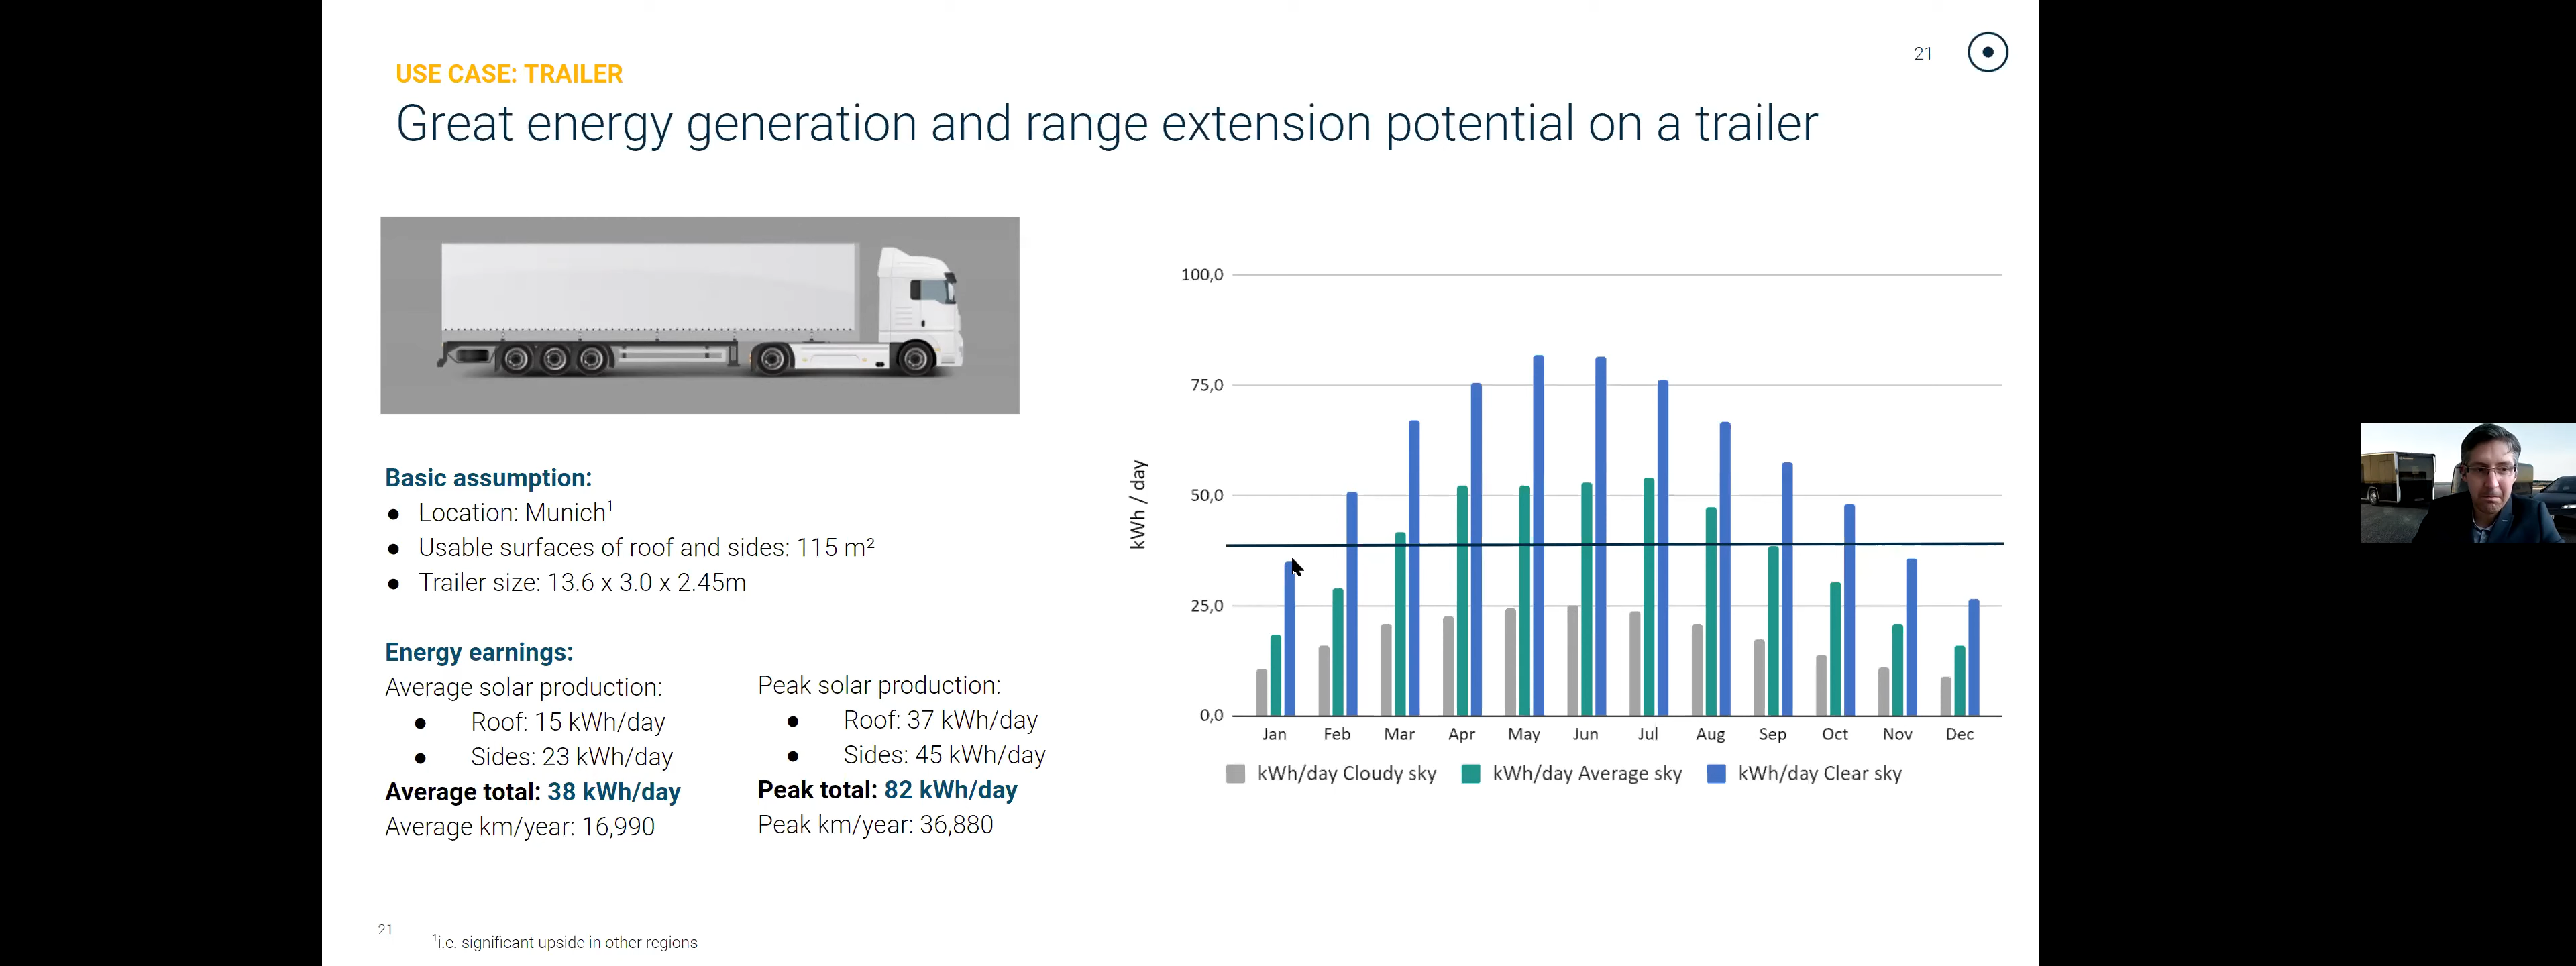 21
USE CASE: TRAILER
Great energy generation and range extension potential on a trailer
Basic assumption:
● Location: Munich¹
● Usable surfaces of roof and sides: 115 m²
● Trailer size: 13.6 x 3.0 x 2.45m
Energy earnings:
Average solar production:
● Roof: 15 kWh/day
● Sides: 23 kWh/day
Average total: 38 kWh/day
Average km/year: 16,990
Peak solar production:
● Roof: 37 kWh/day
● Sides: 45 kWh/day
Peak total: 82 kWh/day
Peak km/year: 36,880
kWh / day
100,0
75,0
50,0
25,0
0,0
Jan Feb Mar Apr May Jun Jul Aug Sep Oct Nov Dec
kWh/day Cloudy sky kWh/day Average sky kWh/day Clear sky
21
¹i.e. significant upside in other regions